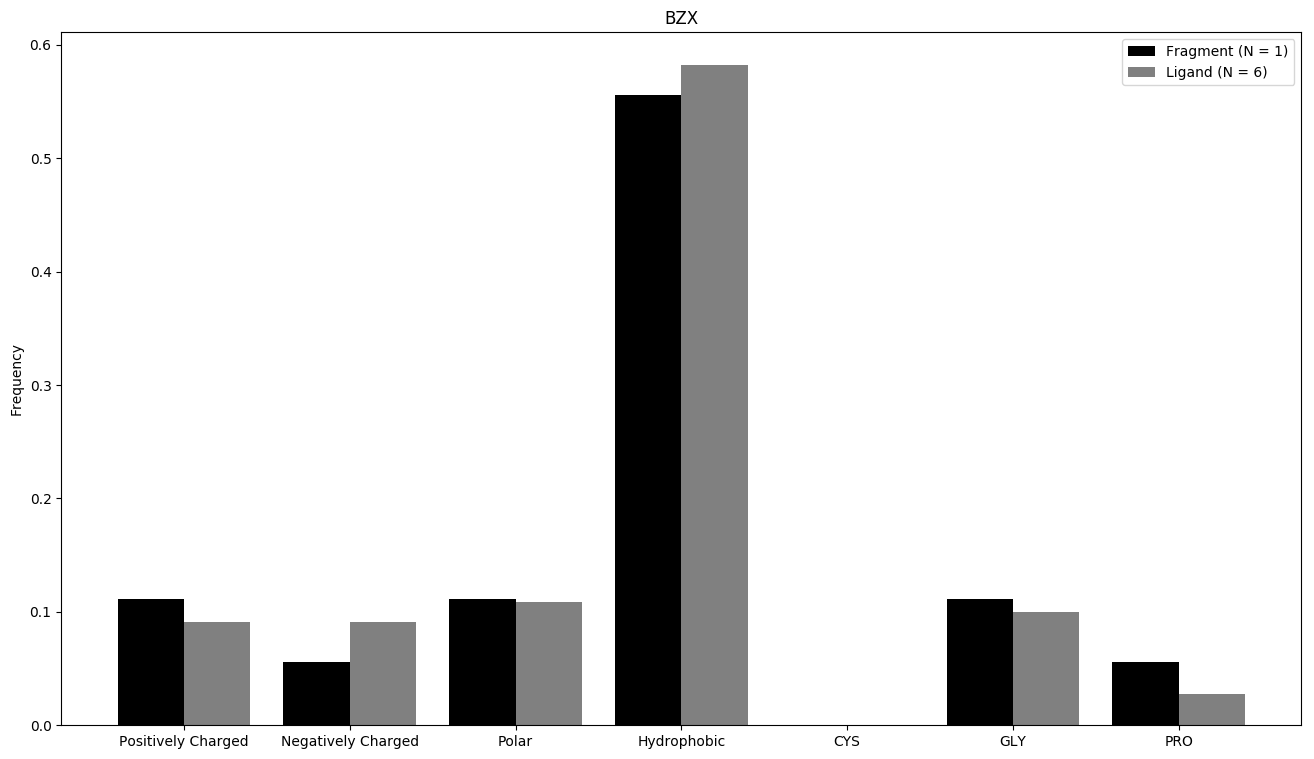 BZX
Fragment (N = 1)
Ligand (N = 6)
Frequency
0.6
0.5
0.4
0.3
0.2
0.1
0.0
Positively Charged
Negatively Charged
Polar
Hydrophobic
CYS
GLY
PRO